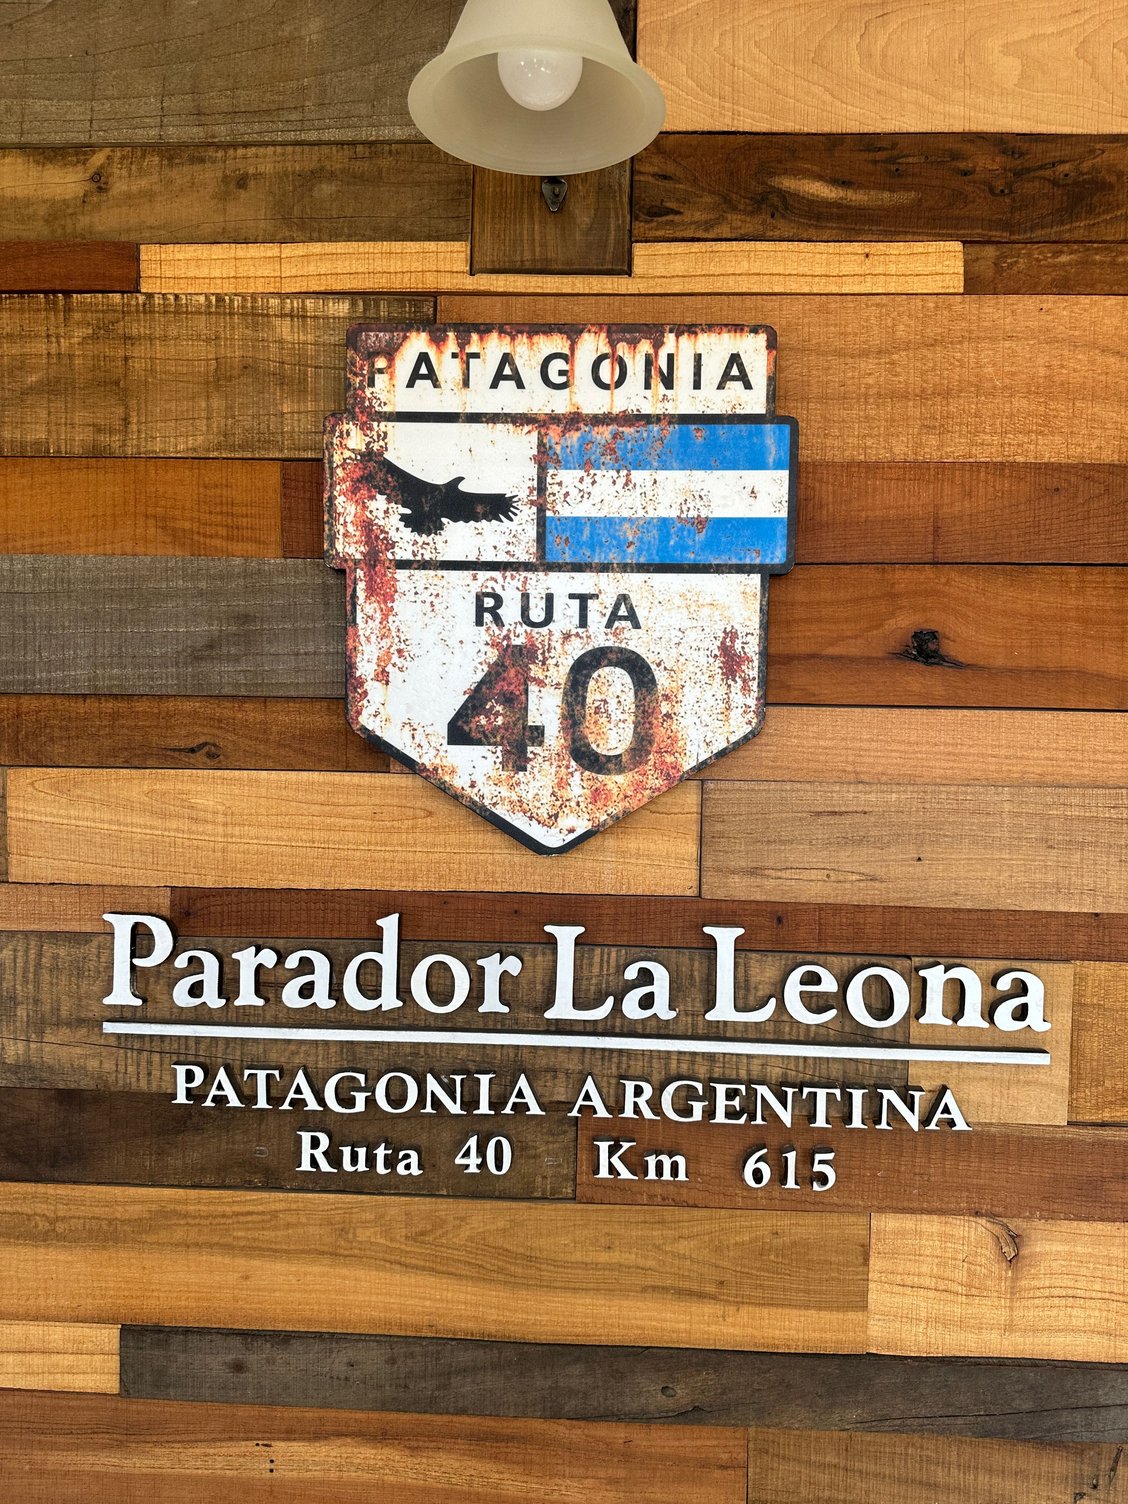 PATAGONIA
RUTA
40
Parador La Leona
PATAGONIA ARGENTINA
Ruta 40 Km 615